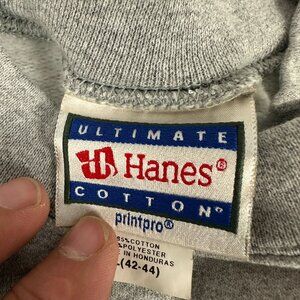 ULTIMATE
Hanes®
COTTON®
printpro®
COTTON
POLYESTER
IN HONDURAS
(42-44)